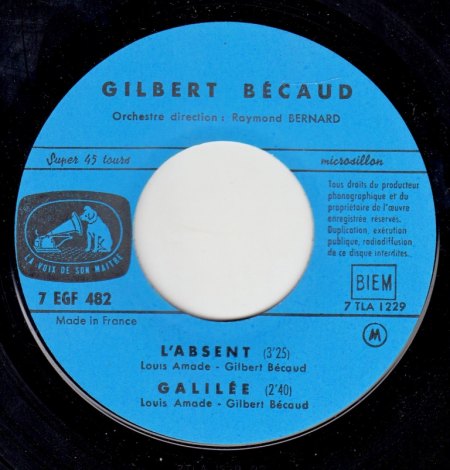 GILBERT BÉCAUD
Orchestre direction : Raymond BERNARD
Super 45 tours
microsillon
Tous droits du producteur
phonographique et du
propriétaire de l'œuvre
enregistrée réservés.
Duplication, exécution
publique, radiodiffusion
de ce disque interdites.
LA VOIX DE SON MAITRE
7 EGF 482
BIEM
7 TLA 1229
Made in France
M
L'ABSENT (3'25)
Louis Amade - Gilbert Bécaud
GALILÉE (2'40)
Louis Amade - Gilbert Bécaud